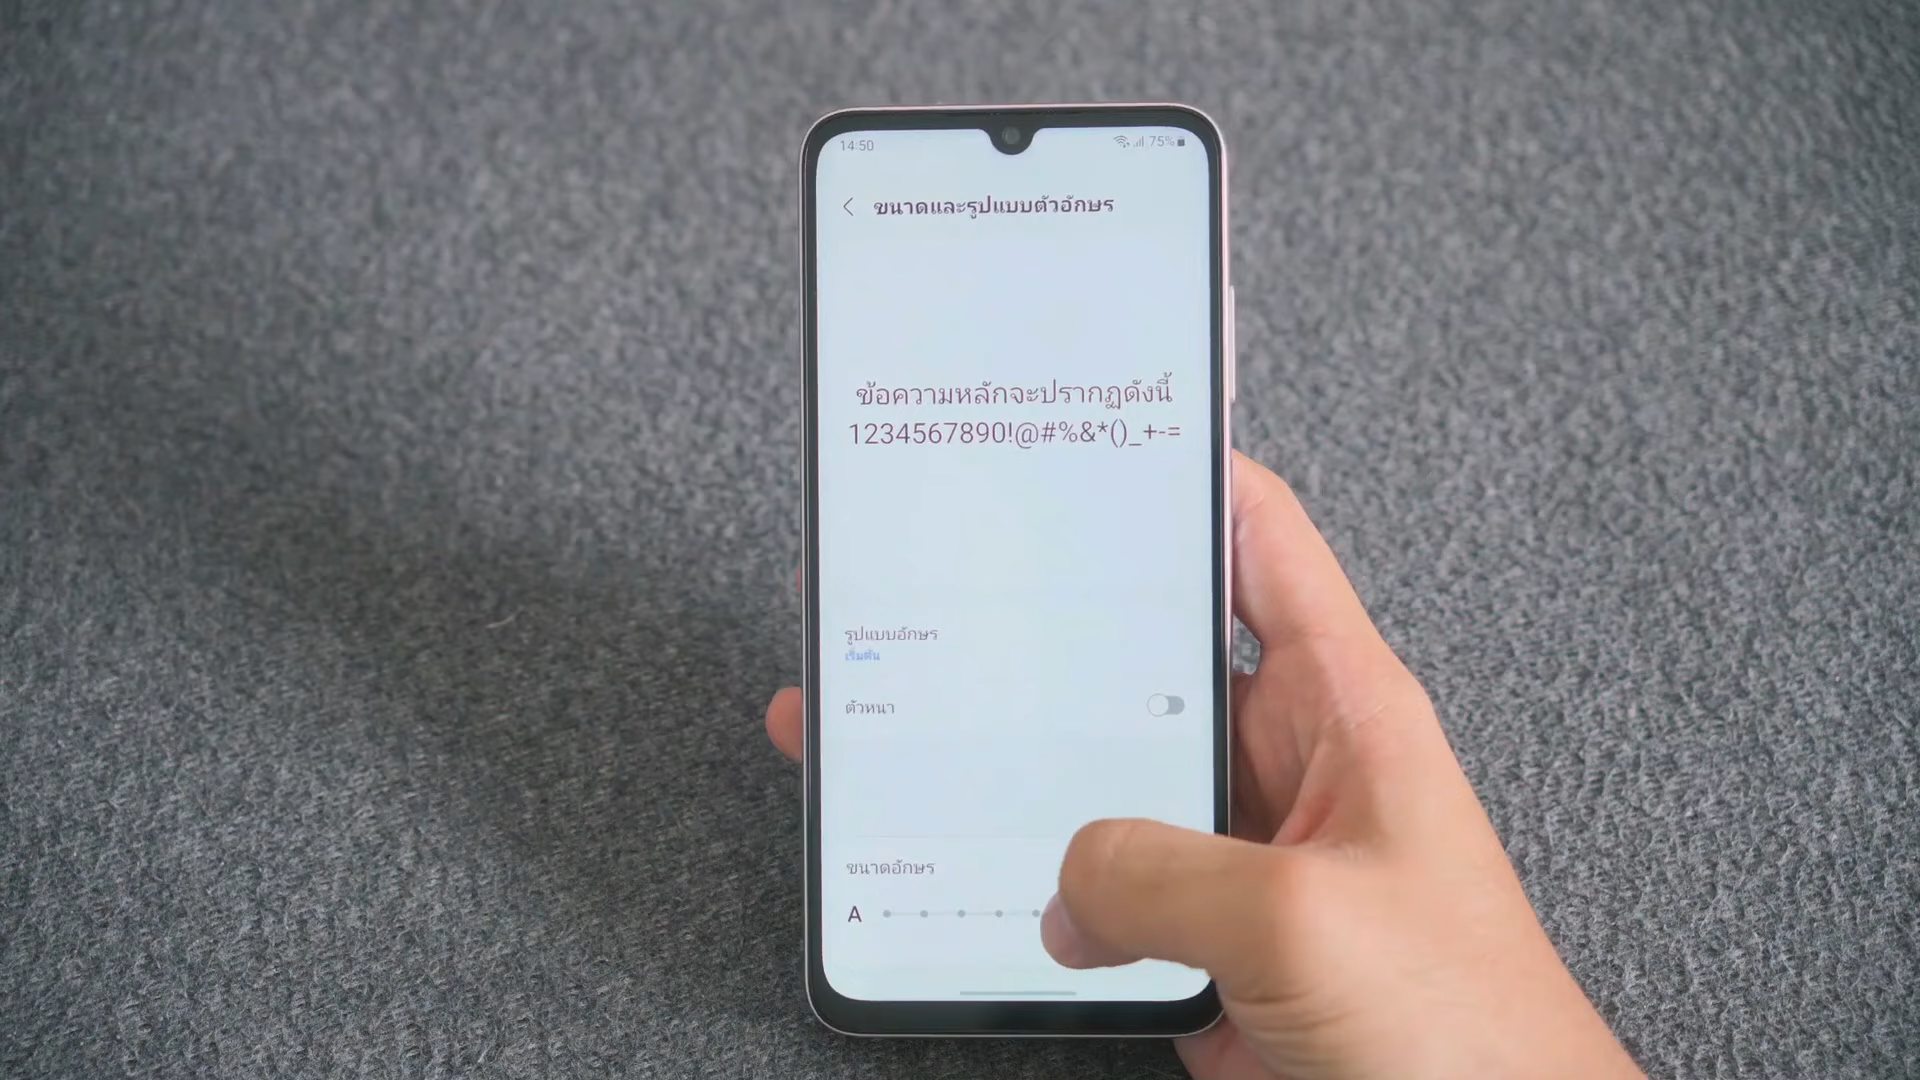 14:50
75%
ขนาดและรูปแบบตัวอักษร
ข้อความหลักจะปรากฏดังนี้
1234567890!@#%&*()_+-=
รูปแบบอักษร
เริ่มต้น
ตัวหนา
ขนาดอักษร
A